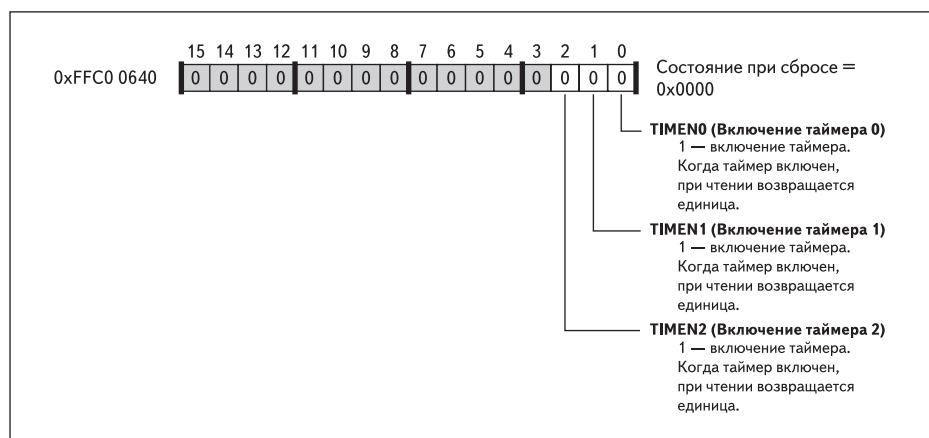 15 14 13 12 11 10 9 8 7 6 5 4 3 2 1 0
0xFFC0 0640
0 0 0 0 0 0 0 0 0 0 0 0 0 0 0 0
Состояние при сбросе =
0x0000
TIMEN0 (Включение таймера 0)
1 — включение таймера.
Когда таймер включен,
при чтении возвращается
единица.
TIMEN1 (Включение таймера 1)
1 — включение таймера.
Когда таймер включен,
при чтении возвращается
единица.
TIMEN2 (Включение таймера 2)
1 — включение таймера.
Когда таймер включен,
при чтении возвращается
единица.